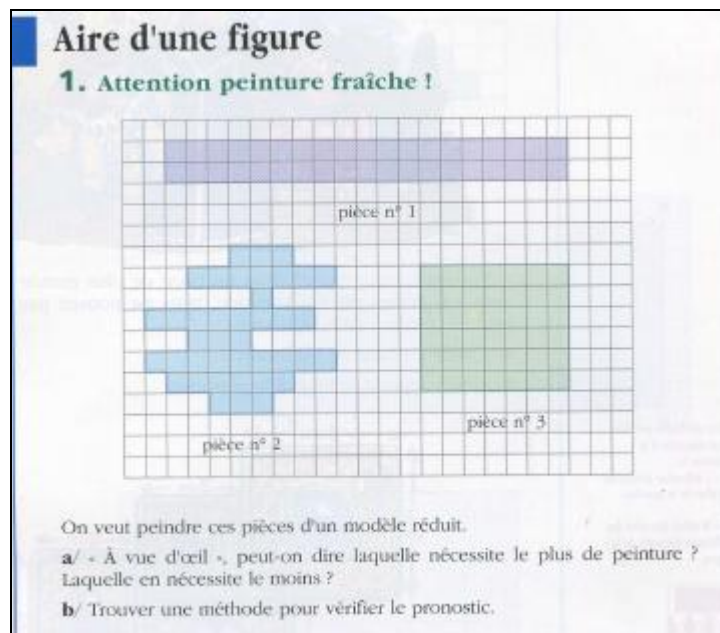 Aire d'une figure
1. Attention peinture fraîche !
pièce n° 1
pièce n° 2
pièce n° 3
On veut peindre ces pièces d'un modèle réduit.
a/ « À vue d'œil », peut-on dire laquelle nécessite le plus de peinture ?
Laquelle en nécessite le moins ?
b/ Trouver une méthode pour vérifier le pronostic.